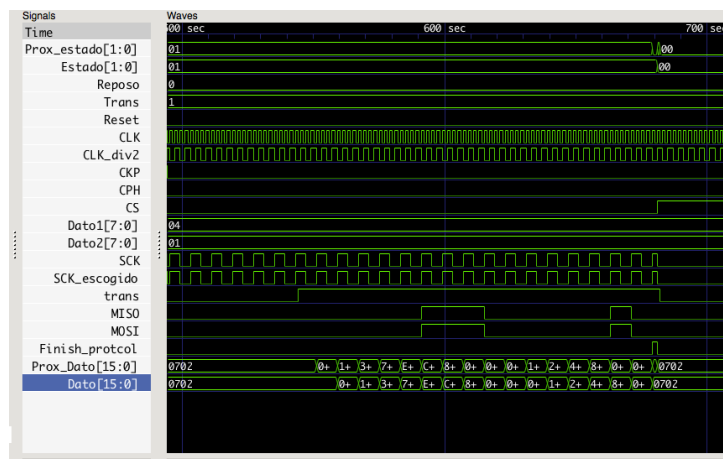 Signals Waves
Time 500 sec 600 sec 700 se
Prox_estado[1:0] 01 00
Estado[1:0] 01 00
Reposo 0
Trans 1
Reset
CLK
CLK_div2
CKP
CPH
CS
Dato1[7:0] 04
Dato2[7:0] 01
SCK
SCK_escogido
trans
MISO
MOSI
Finish_protcol
Prox_Dato[15:0] 0702 0+ 1+ 3+ 7+ E+ C+ 8+ 0+ 0+ 0+ 1+ 2+ 4+ 8+ 0+ 0+ 0702
Dato[15:0] 0702 0+ 1+ 3+ 7+ E+ C+ 8+ 0+ 0+ 0+ 1+ 2+ 4+ 8+ 0+ 0702